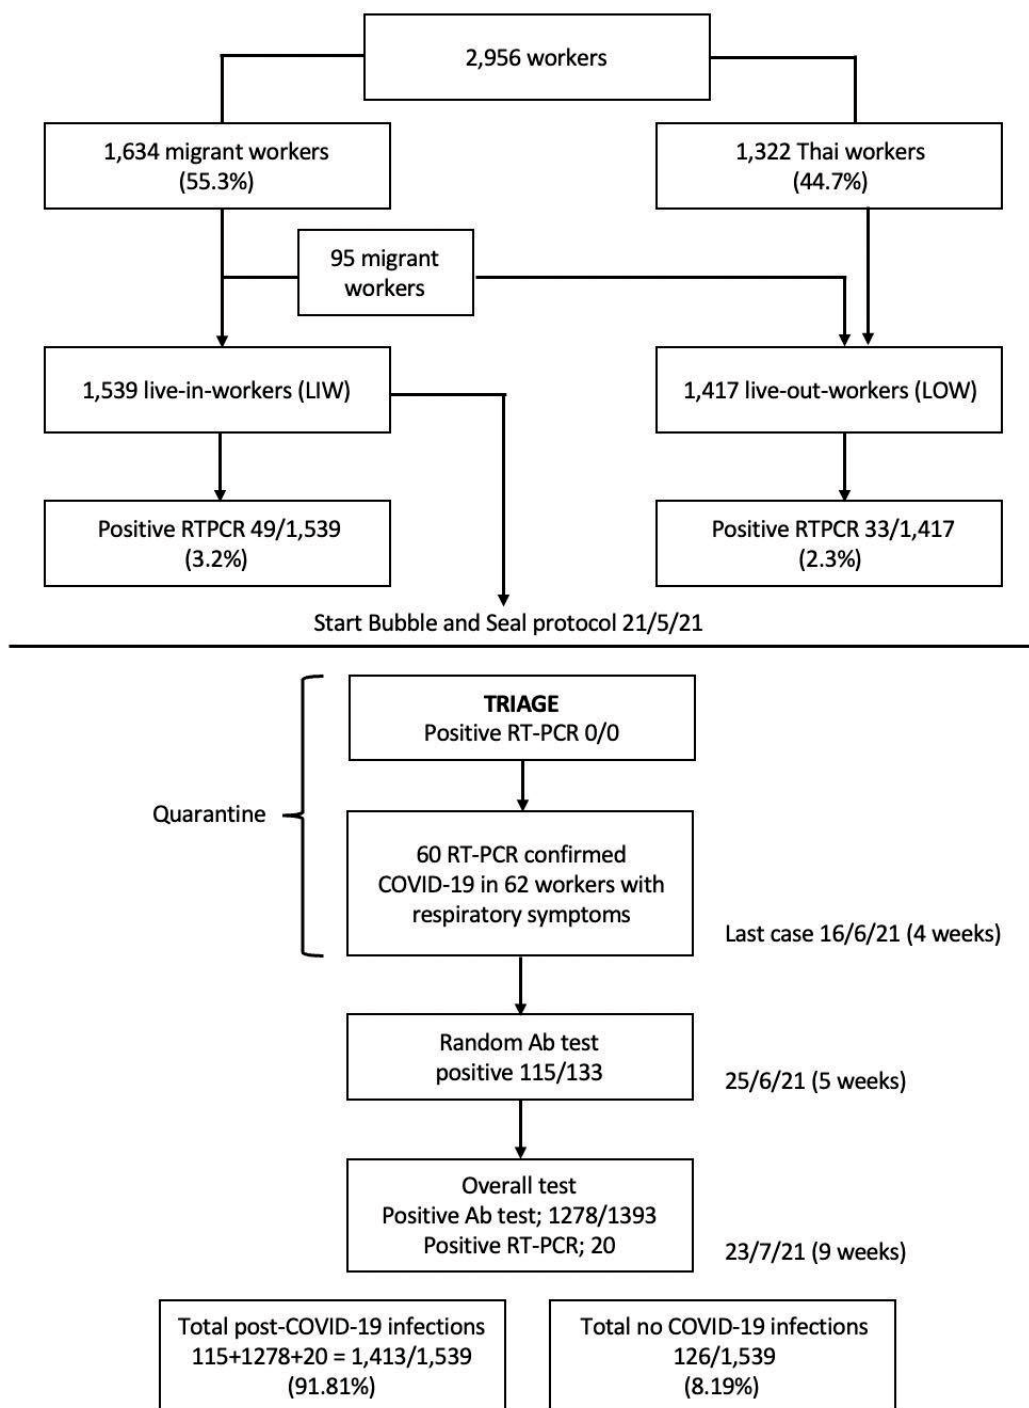 2,956 workers
1,634 migrant workers
(55.3%)
1,322 Thai workers
(44.7%)
95 migrant
workers
1,539 live-in-workers (LIW)
1,417 live-out-workers (LOW)
Positive RTPCR 49/1,539
(3.2%)
Positive RTPCR 33/1,417
(2.3%)
Start Bubble and Seal protocol 21/5/21
TRIAGE
Positive RT-PCR 0/0
Quarantine
60 RT-PCR confirmed
COVID-19 in 62 workers with
respiratory symptoms
Last case 16/6/21 (4 weeks)
Random Ab test
positive 115/133
25/6/21 (5 weeks)
Overall test
Positive Ab test; 1278/1393
Positive RT-PCR; 20
23/7/21 (9 weeks)
Total post-COVID-19 infections
115+1278+20 = 1,413/1,539
(91.81%)
Total no COVID-19 infections
126/1,539
(8.19%)